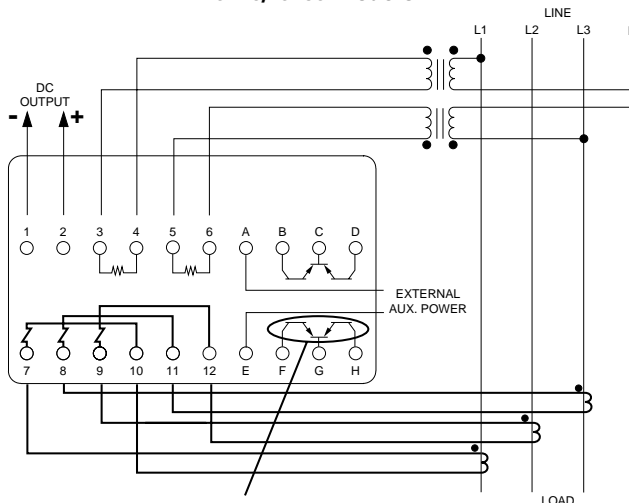 LINE
L1 L2 L3
DC
OUTPUT
- +
1 2 3 4 5 6 A B C D
EXTERNAL
AUX. POWER
7 8 9 10 11 12 E F G H
LOAD